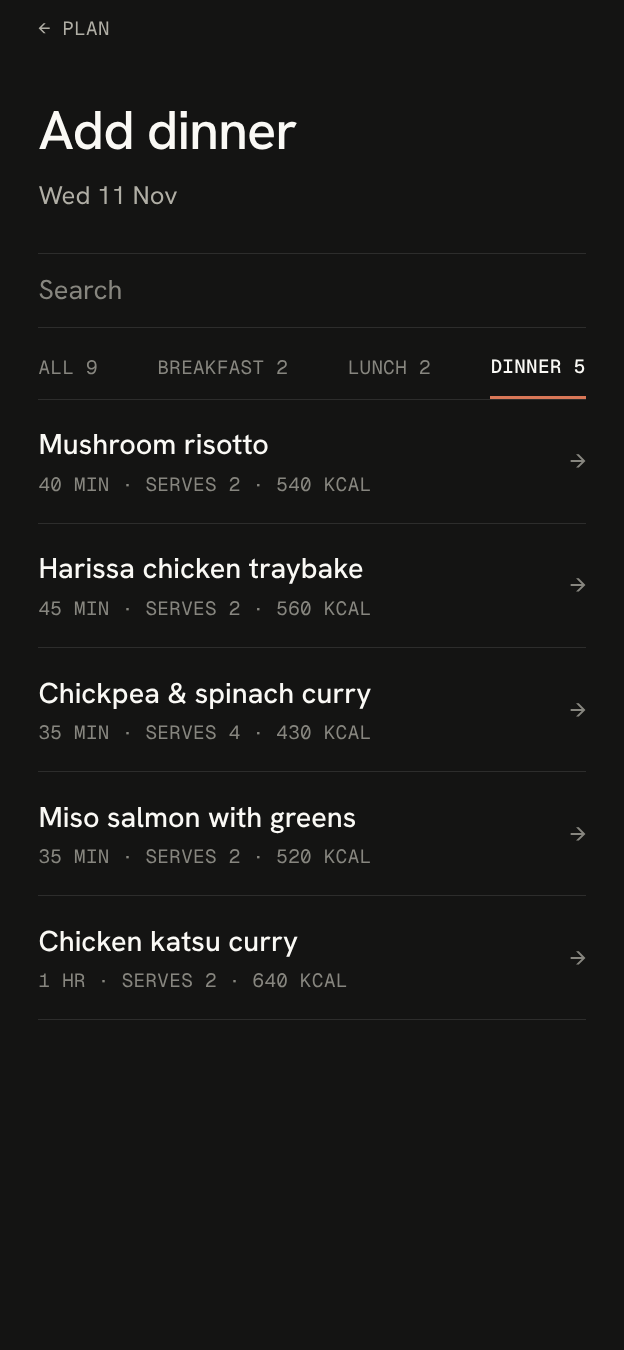 ← PLAN
Add dinner
Wed 11 Nov
Search
ALL 9 BREAKFAST 2 LUNCH 2 DINNER 5
Mushroom risotto
40 MIN · SERVES 2 · 540 KCAL
→
Harissa chicken traybake
45 MIN · SERVES 2 · 560 KCAL
→
Chickpea & spinach curry
35 MIN · SERVES 4 · 430 KCAL
→
Miso salmon with greens
35 MIN · SERVES 2 · 520 KCAL
→
Chicken katsu curry
1 HR · SERVES 2 · 640 KCAL
→